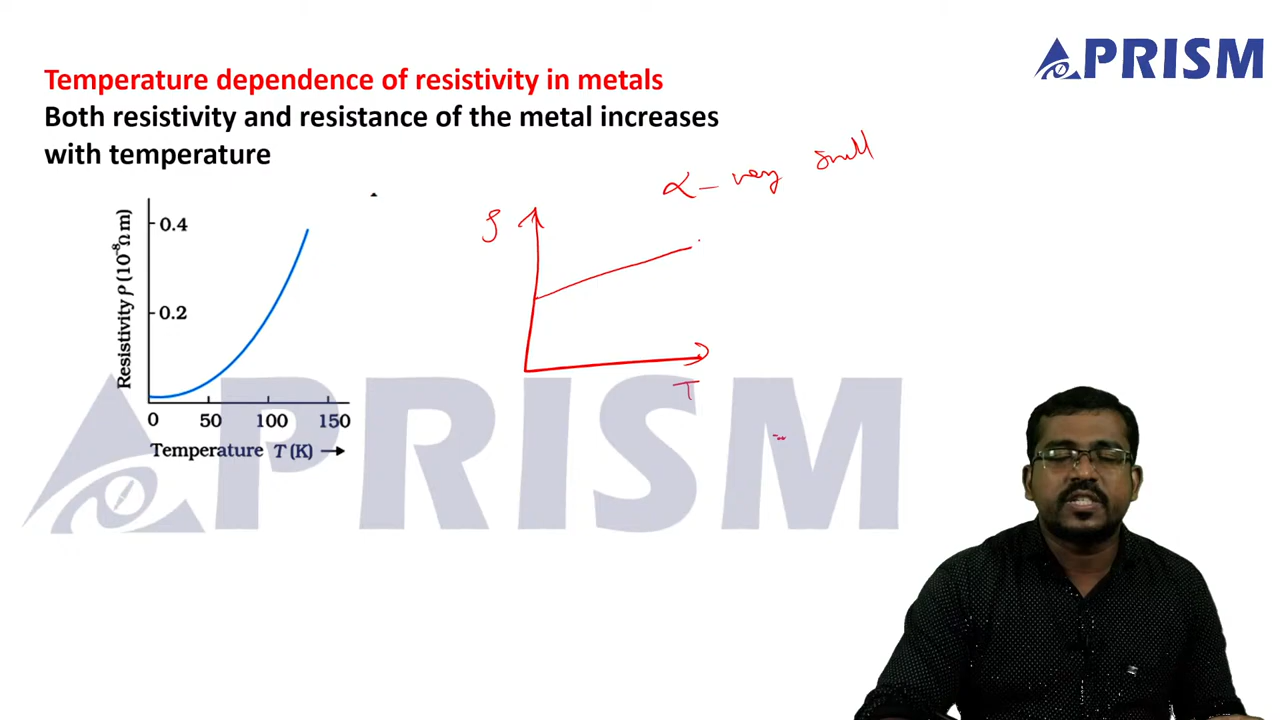 PRISM
Temperature dependence of resistivity in metals
Both resistivity and resistance of the metal increases
with temperature
α – very small
ρ
T
Resistivity ρ (10⁻⁸ Ω m)
0.4
0.2
0 50 100 150
Temperature T (K) →
PRISM